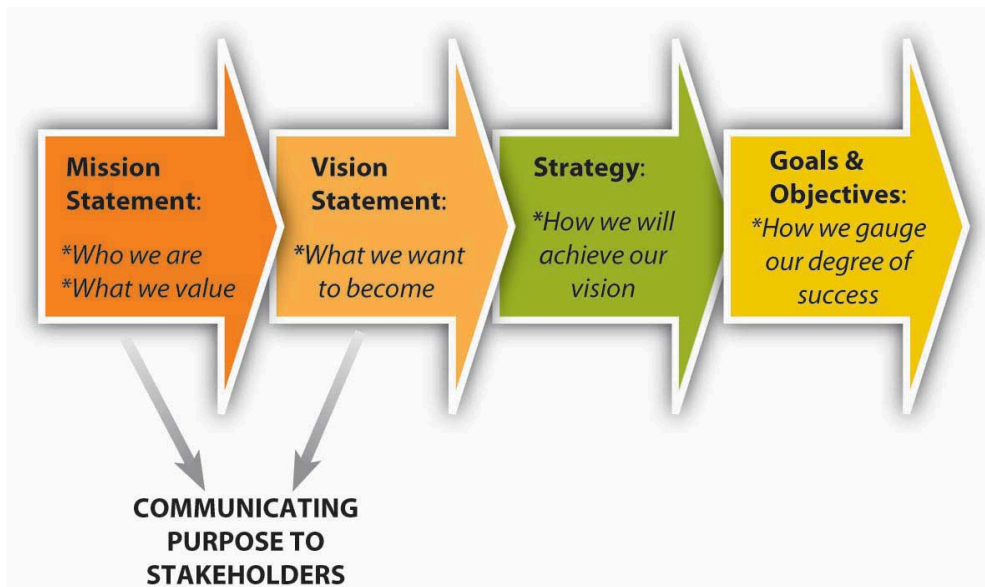 Mission
Statement:
*Who we are
*What we value
Vision
Statement:
*What we want
to become
Strategy:
*How we will
achieve our
vision
Goals &
Objectives:
*How we gauge
our degree of
success
COMMUNICATING
PURPOSE TO
STAKEHOLDERS